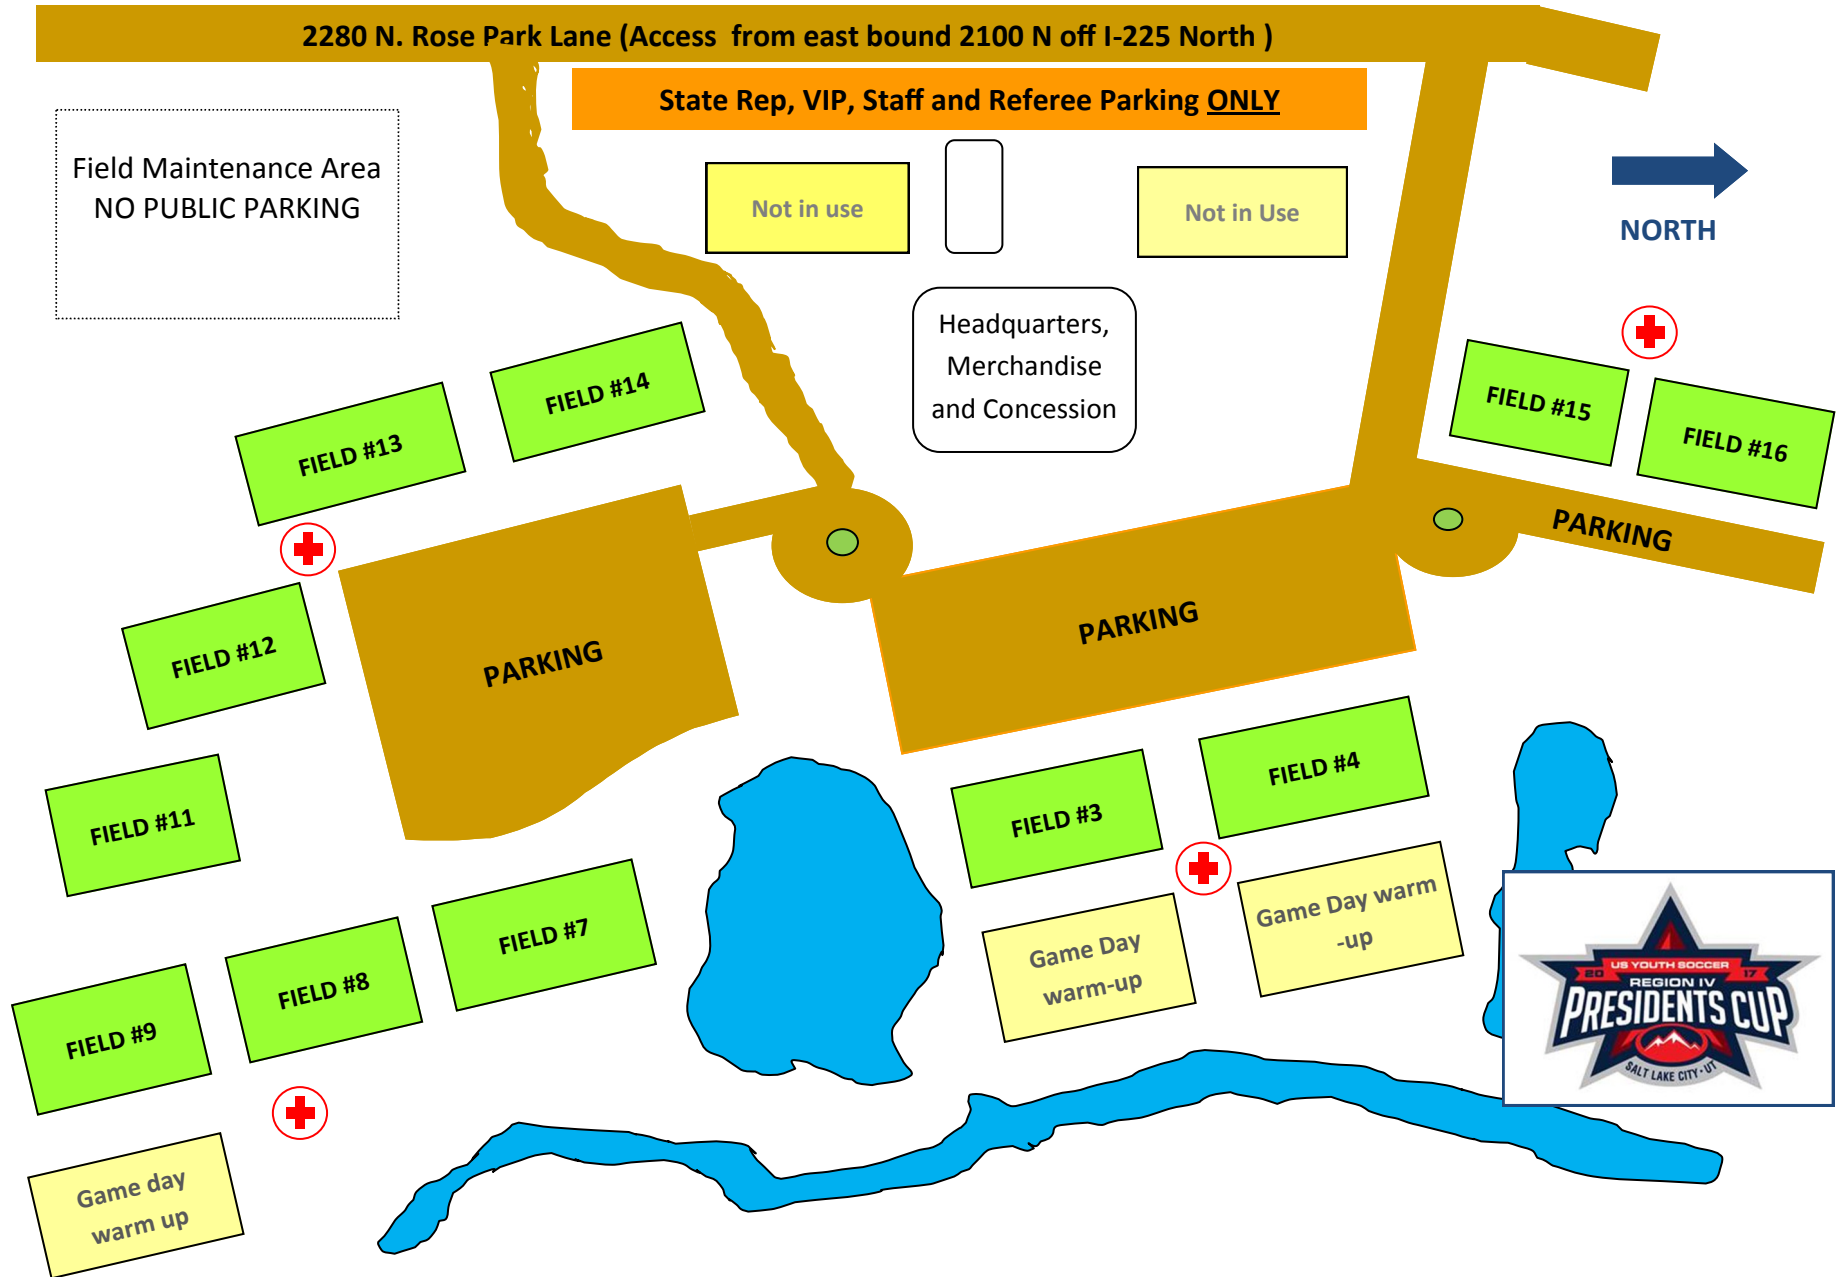 2280 N. Rose Park Lane (Access from east bound 2100 N off I-225 North )
State Rep, VIP, Staff and Referee Parking ONLY
Field Maintenance Area
NO PUBLIC PARKING
Not in use
Not in Use
NORTH
Headquarters,
Merchandise
and Concession
FIELD #14
FIELD #13
FIELD #15
FIELD #16
PARKING
FIELD #12
PARKING
PARKING
FIELD #11
FIELD #3
FIELD #4
FIELD #7
FIELD #8
FIELD #9
Game Day
warm-up
Game Day warm
-up
Game day
warm up
US YOUTH SOCCER
20 17
REGION IV
PRESIDENTS CUP
SALT LAKE CITY • UT